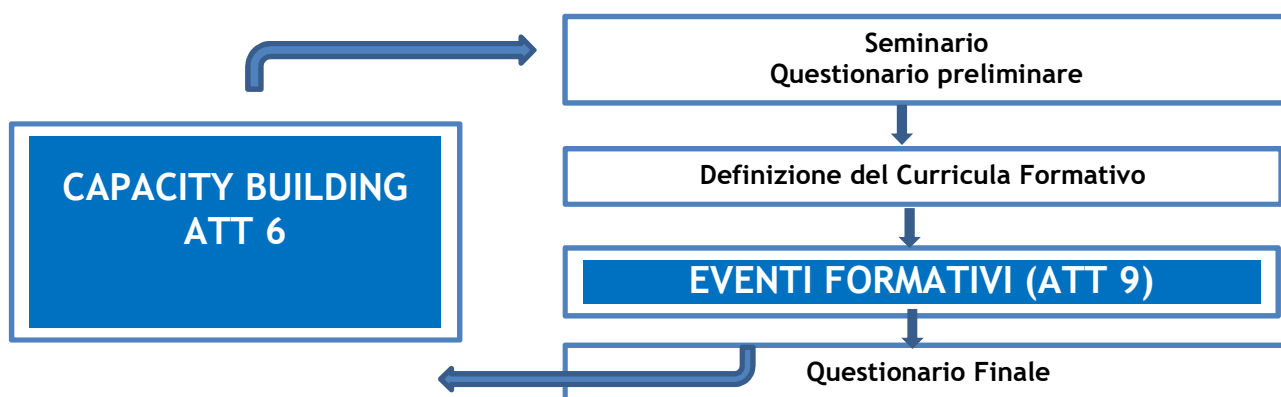 Seminario
Questionario preliminare
CAPACITY BUILDING
ATT 6
Definizione del Curricula Formativo
EVENTI FORMATIVI (ATT 9)
Questionario Finale